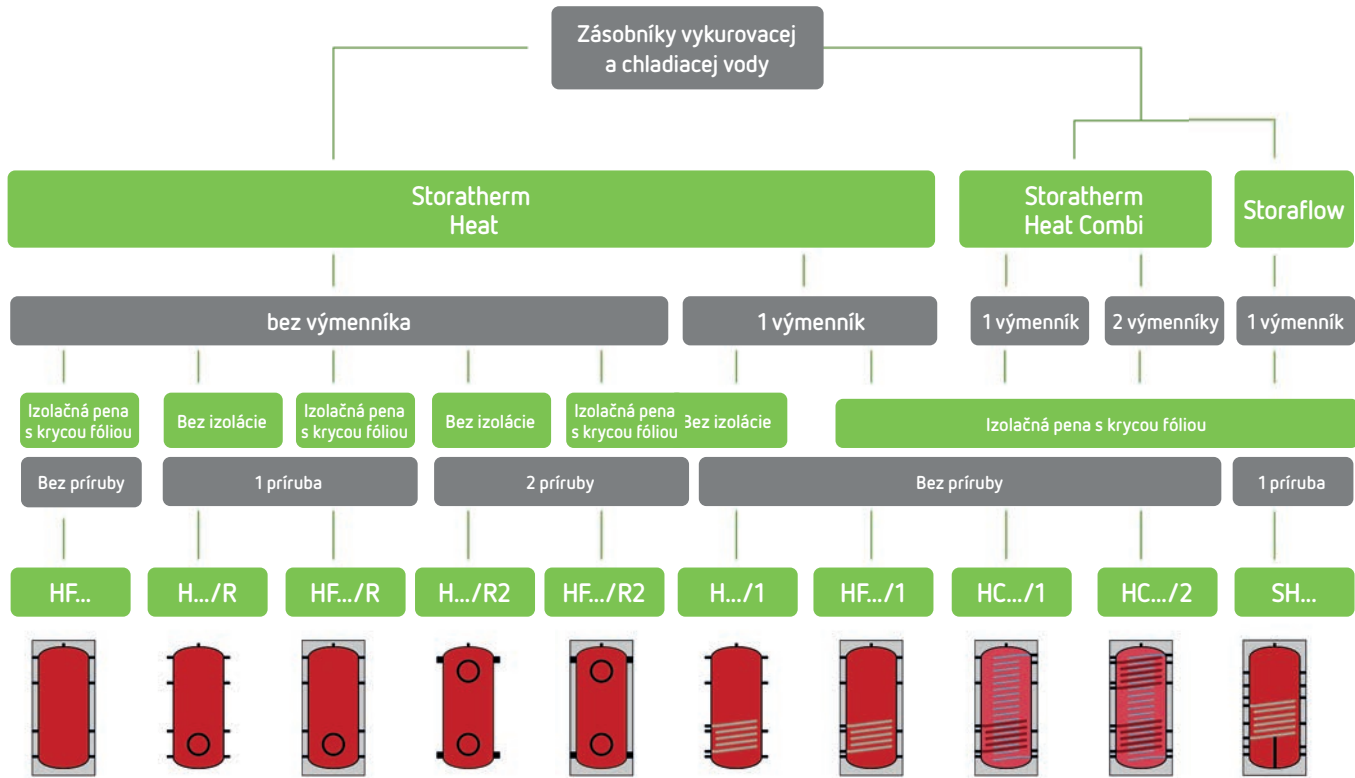 Zásobníky vykurovacej
a chladiacej vody
Storatherm
Heat
Storatherm
Heat Combi
Storaflow
bez výmenníka
1 výmenník
1 výmenník
2 výmenníky
1 výmenník
Izolačná pena
s krycou fóliou
Bez izolácie
Izolačná pena
s krycou fóliou
Bez izolácie
Izolačná pena
s krycou fóliou
Bez izolácie
Izolačná pena s krycou fóliou
Bez príruby
1 príruba
2 príruby
Bez príruby
1 príruba
HF...
H.../R
HF.../R
H.../R2
HF.../R2
H.../1
HF.../1
HC.../1
HC.../2
SH...